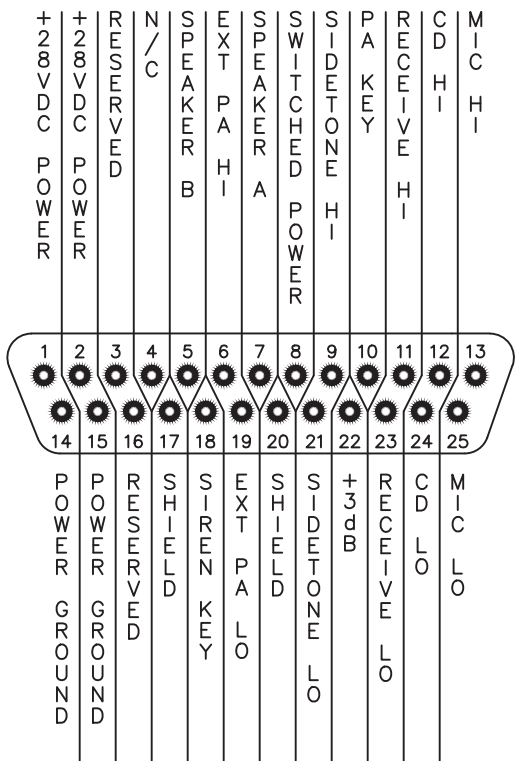 +28VDC POWER
+28VDC POWER
RESERVED
N/C
SPEAKER B
EXT PA HI
SPEAKER A
SWITCHED POWER
SIDETONE HI
PA KEY
RECEIVE HI
CD HI
MIC HI
1 2 3 4 5 6 7 8 9 10 11 12 13
14 15 16 17 18 19 20 21 22 23 24 25
POWER GROUND
POWER GROUND
RESERVED
SHIELD
SIREN KEY
EXT PA LO
SHIELD
SIDETONE LO
+3dB
RECEIVE LO
CD LO
MIC LO